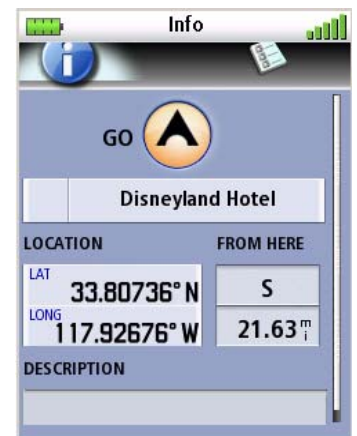 Info
GO
Disneyland Hotel
LOCATION FROM HERE
LAT 33.80736° N S
LONG 117.92676° W 21.63 mi
DESCRIPTION